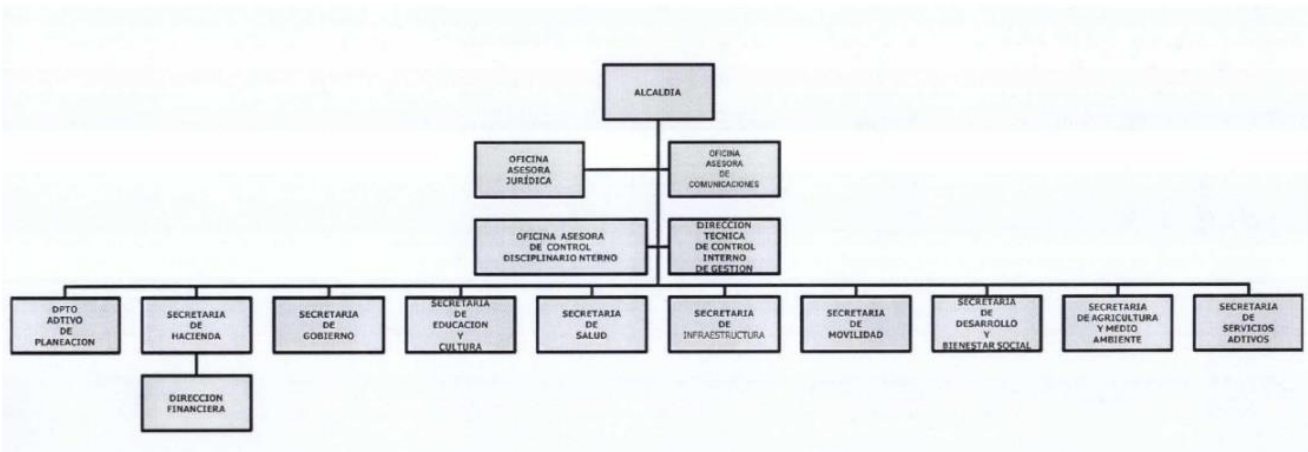 ALCALDIA
OFICINA
ASESORA
JURÍDICA
OFICINA
ASESORA
DE
COMUNICACIONES
OFICINA ASESORA
DE CONTROL
DISCIPLINARIO NTERNO
DIRECCION
TECNICA
DE CONTROL
INTERNO
DE GESTION
DPTO
ADTIVO
DE
PLANEACION
SECRETARIA
DE
HACIENDA
SECRETARIA
DE
GOBIERNO
SECRETARIA
DE
EDUCACION
Y
CULTURA
SECRETARIA
DE
SALUD
SECRETARIA
DE
INFRAESTRUCTURA
SECRETARIA
DE
MOVILIDAD
SECRETARIA
DE
DESARROLLO
Y
BIENESTAR SOCIAL
SECRETARIA
DE AGRICULTURA
Y MEDIO
AMBIENTE
SECRETARIA
DE
SERVICIOS
ADTIVOS
DIRECCION
FINANCIERA